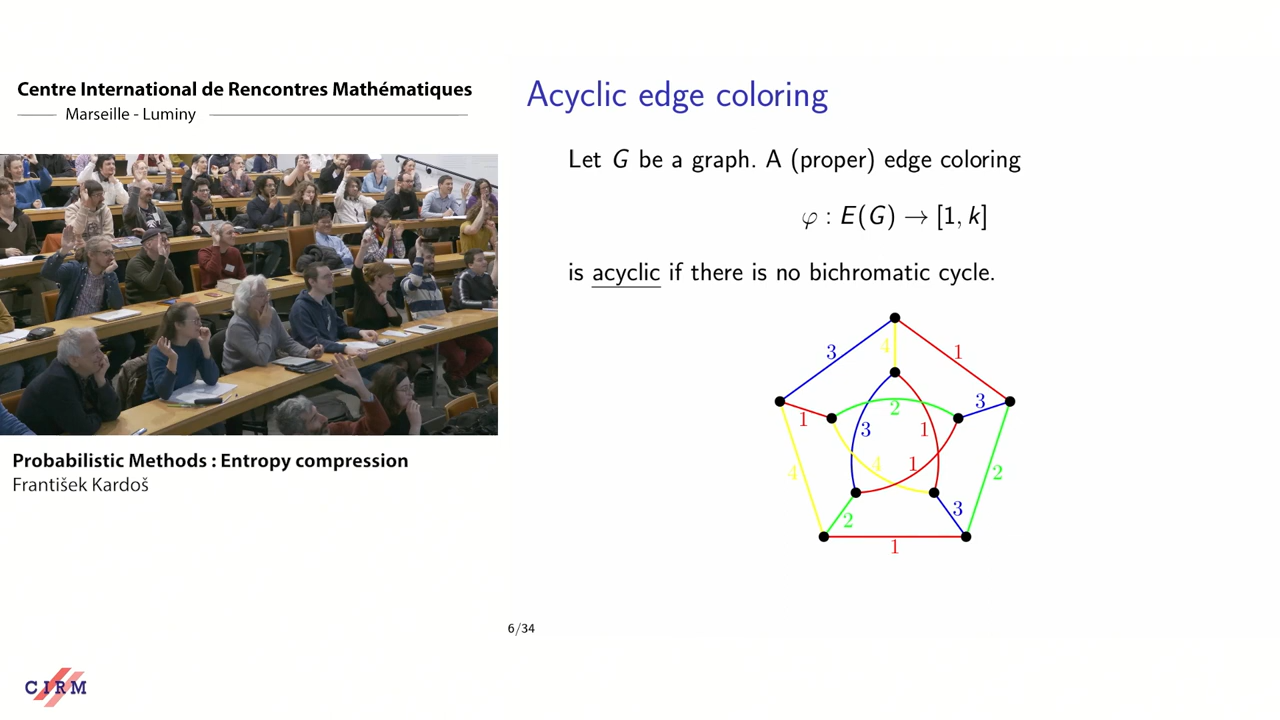 Centre International de Rencontres Mathématiques
Marseille - Luminy
Probabilistic Methods : Entropy compression
František Kardoš
CIRM
Acyclic edge coloring
Let G be a graph. A (proper) edge coloring
φ : E(G) → [1, k]
is acyclic if there is no bichromatic cycle.
3
4
1
1
2
3
3
1
4
1
4
2
2
3
1
6/34